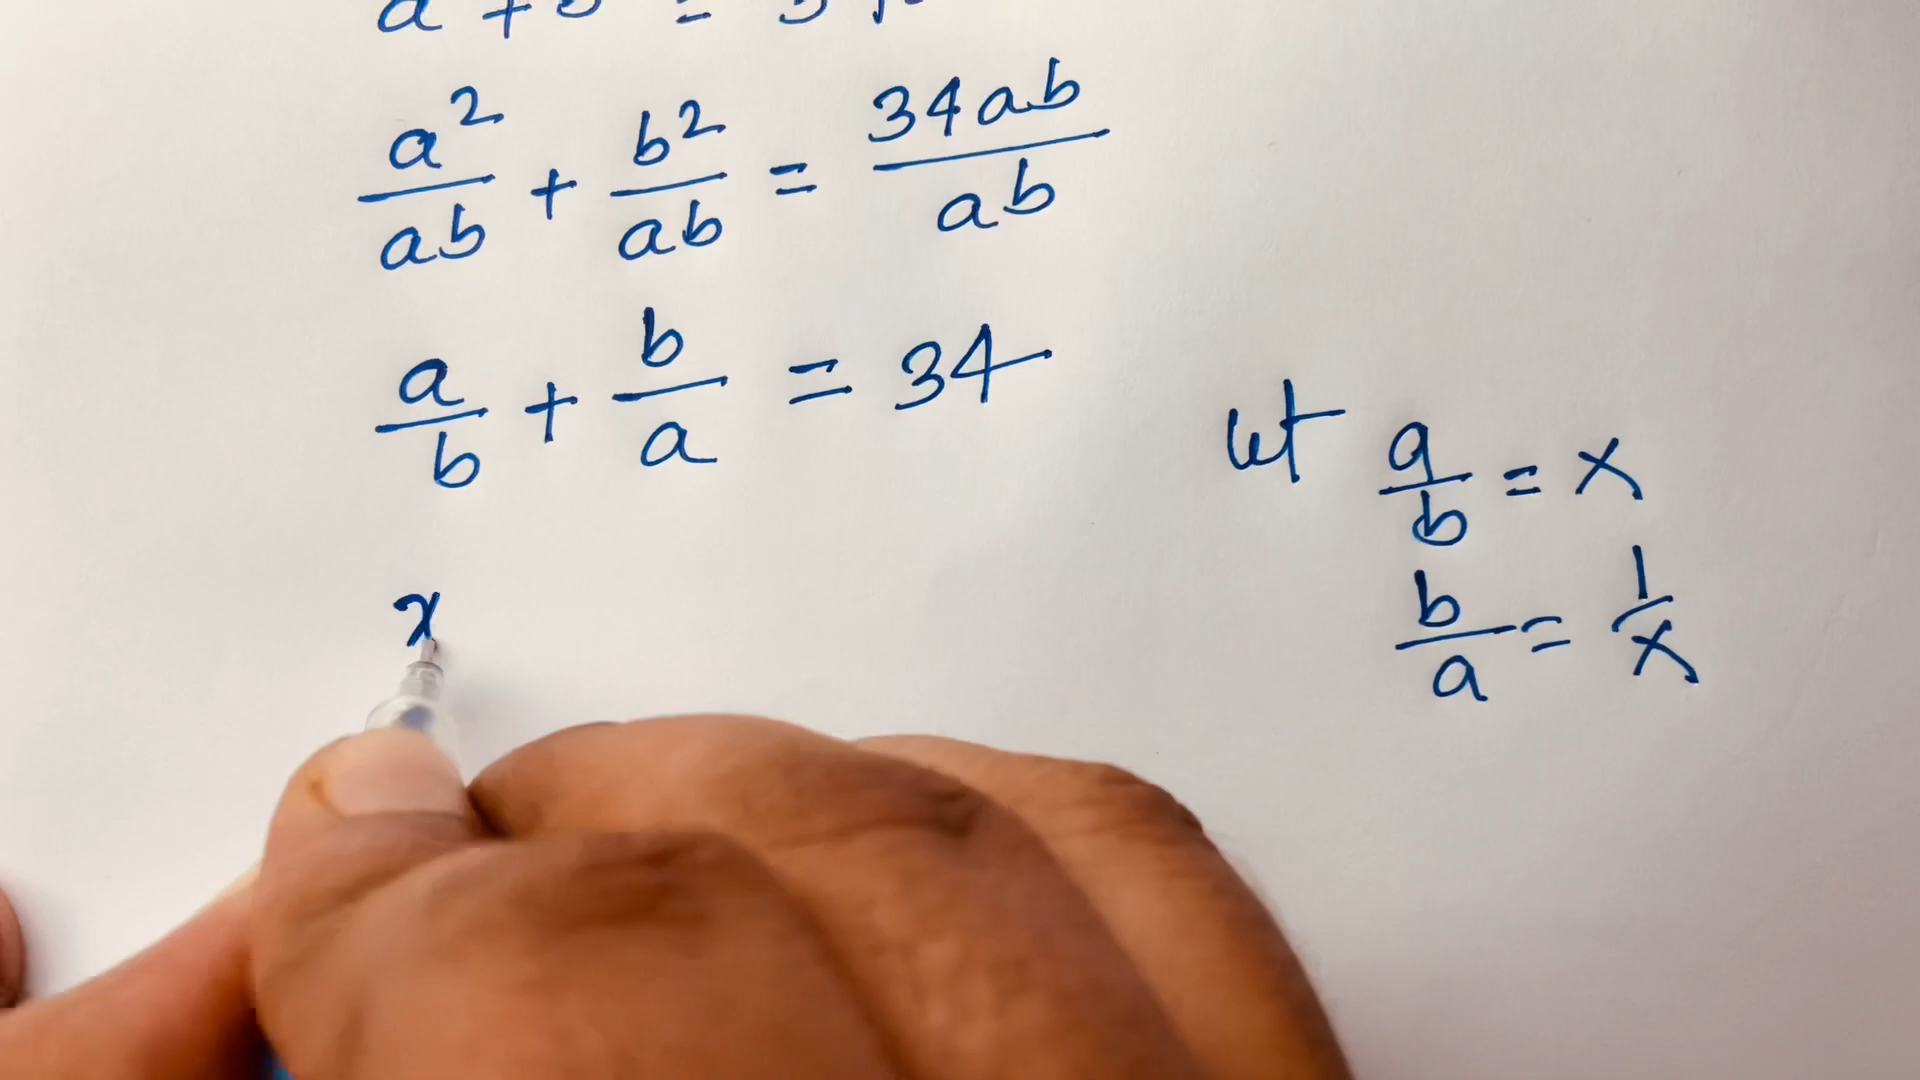 a²/ab + b²/ab = 34ab/ab
a/b + b/a = 34
let a/b = x
b/a = 1/x
x